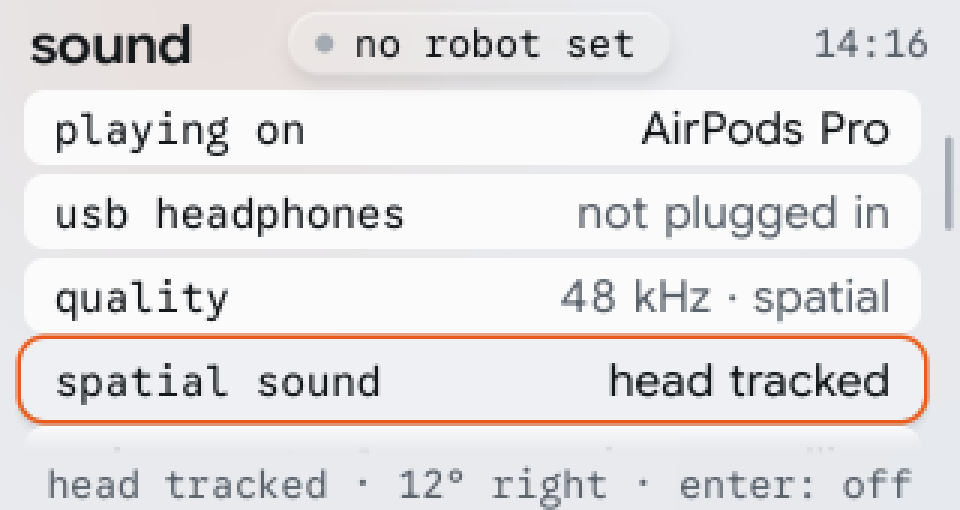 sound
no robot set
14:16
playing on AirPods Pro
usb headphones not plugged in
quality 48 kHz · spatial
spatial sound head tracked
head tracked · 12° right · enter: off